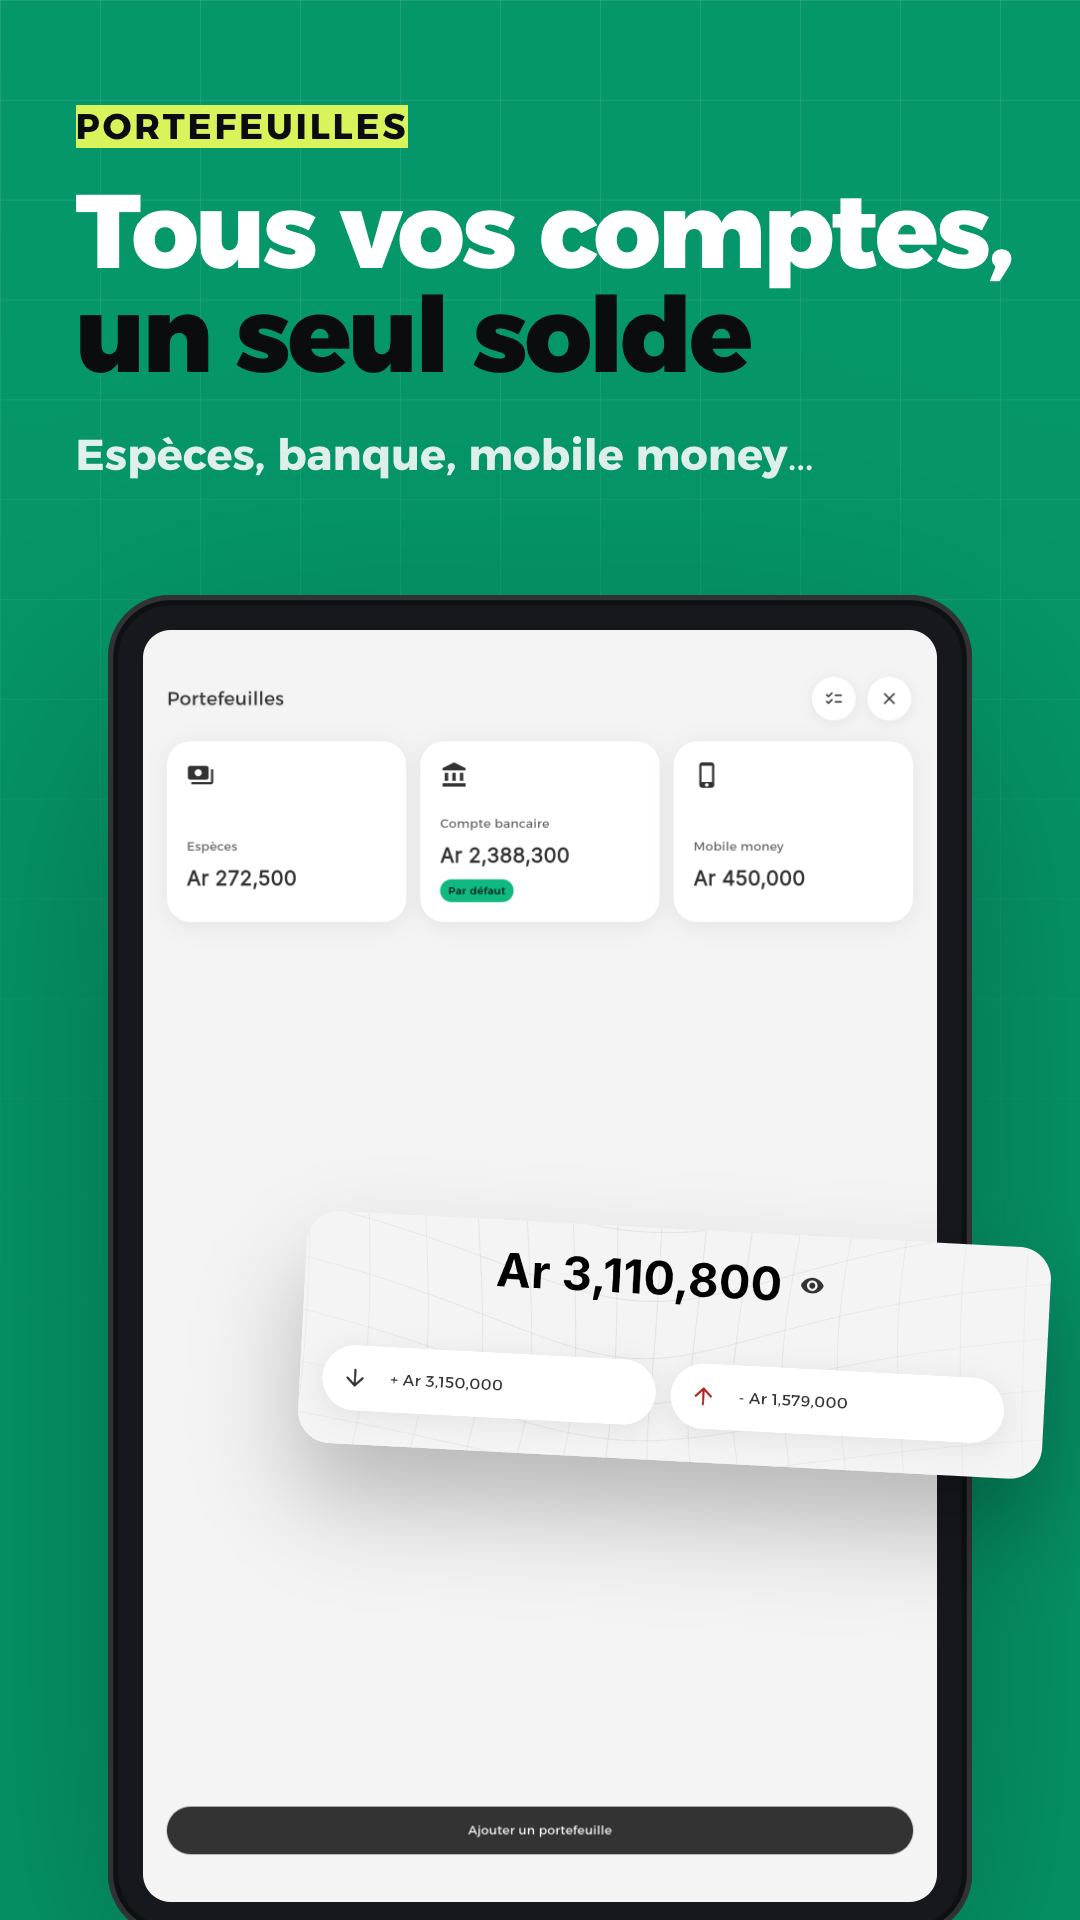 PORTEFEUILLES
Tous vos comptes,
un seul solde
Espèces, banque, mobile money...
Portefeuilles
Espèces
Ar 272,500
Compte bancaire
Ar 2,388,300
Par défaut
Mobile money
Ar 450,000
Ar 3,110,800
+ Ar 3,150,000
- Ar 1,579,000
Ajouter un portefeuille